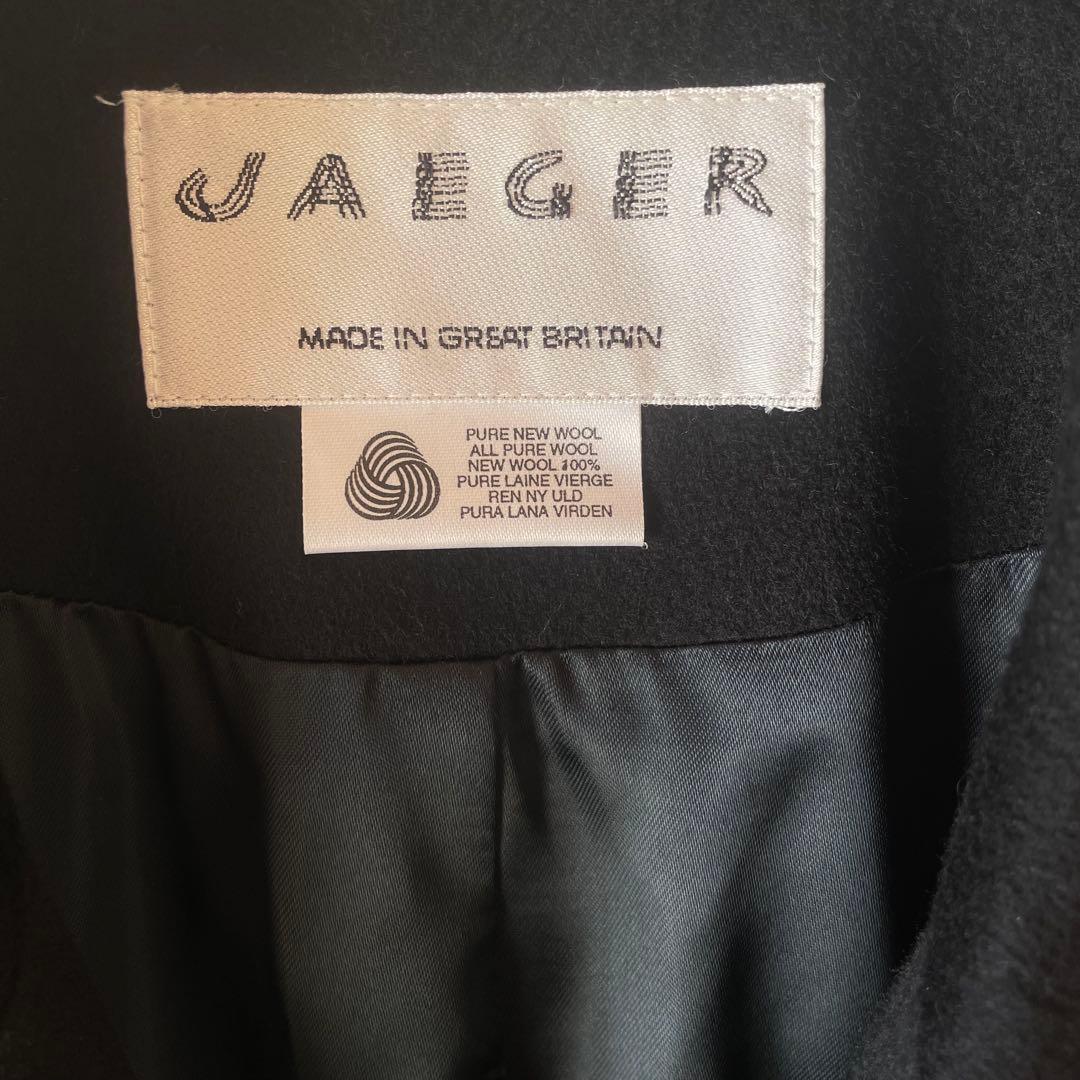 JAEGER
MADE IN GREAT BRITAIN
PURE NEW WOOL
ALL PURE WOOL
NEW WOOL 100%
PURE LAINE VIERGE
REN NY ULD
PURA LANA VIRDEN